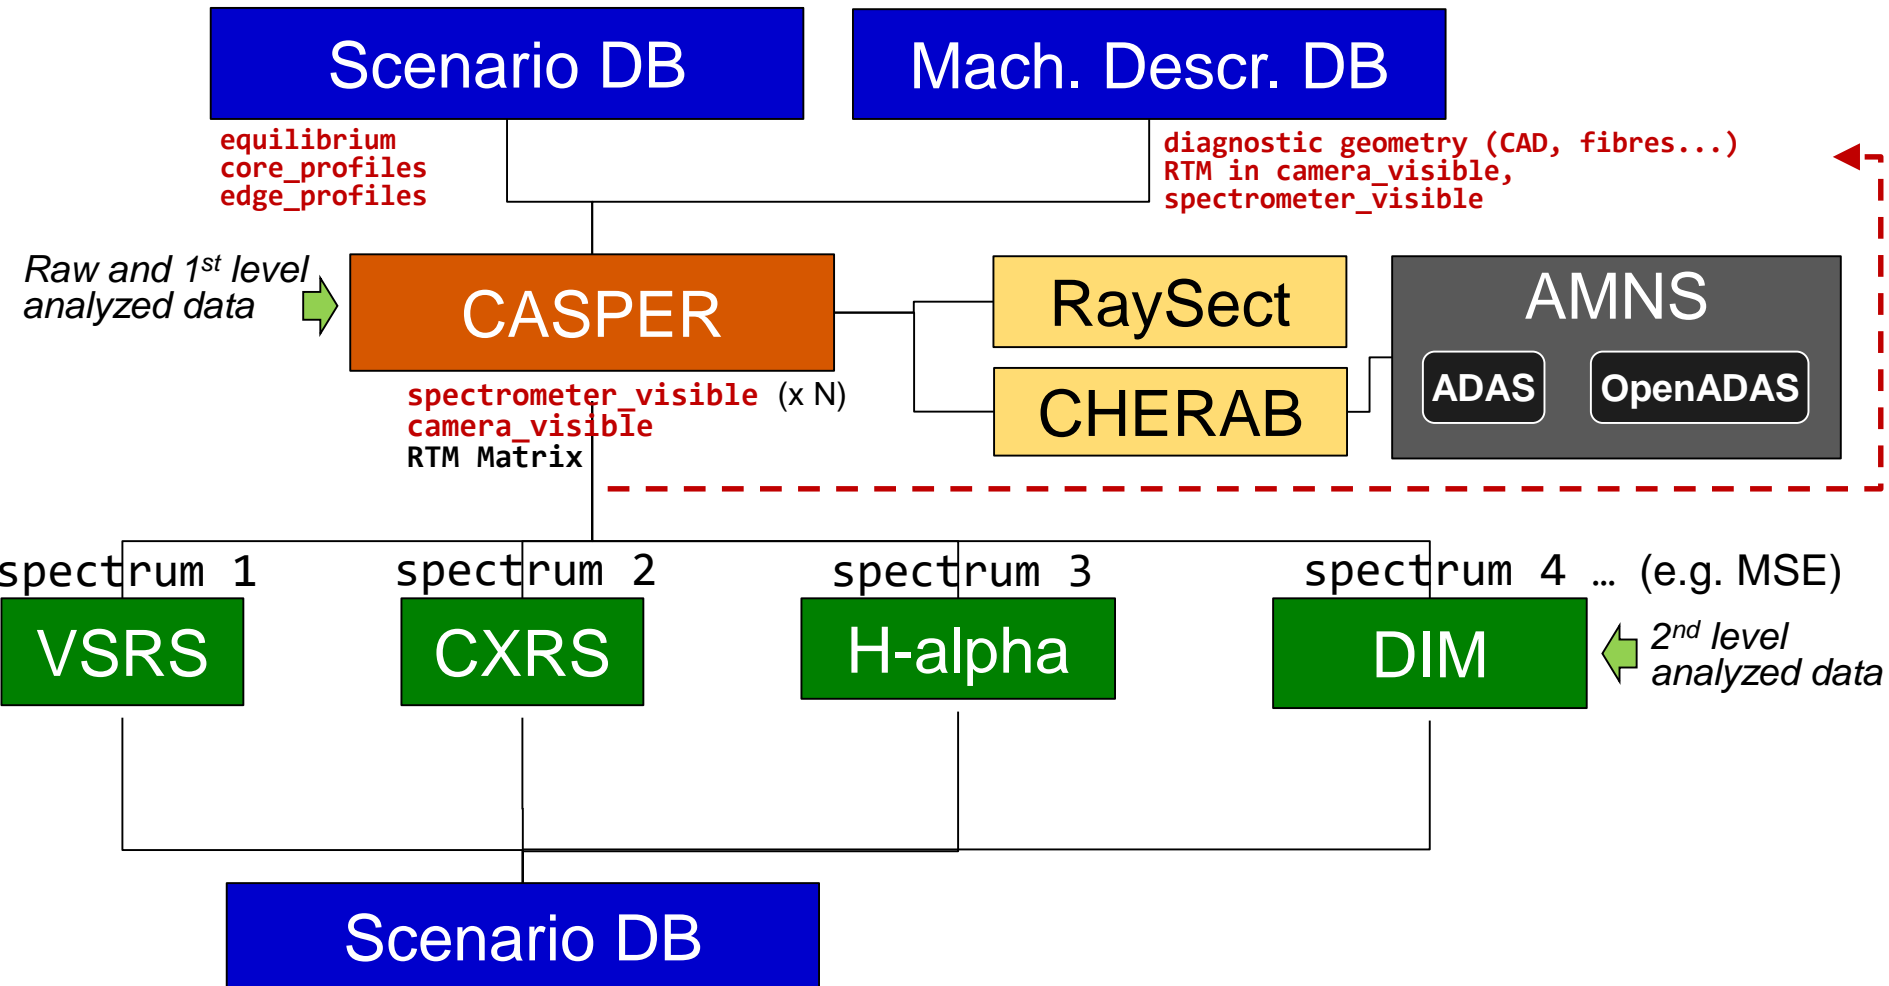 Scenario DB
Mach. Descr. DB
equilibrium
core_profiles
edge_profiles
diagnostic geometry (CAD, fibres...)
RTM in camera_visible,
spectrometer_visible
Raw and 1st level
analyzed data
CASPER
RaySect
CHERAB
AMNS
ADAS
OpenADAS
spectrometer_visible (x N)
camera_visible
RTM Matrix
spectrum 1
spectrum 2
spectrum 3
spectrum 4 … (e.g. MSE)
VSRS
CXRS
H-alpha
DIM
2nd level
analyzed data
Scenario DB